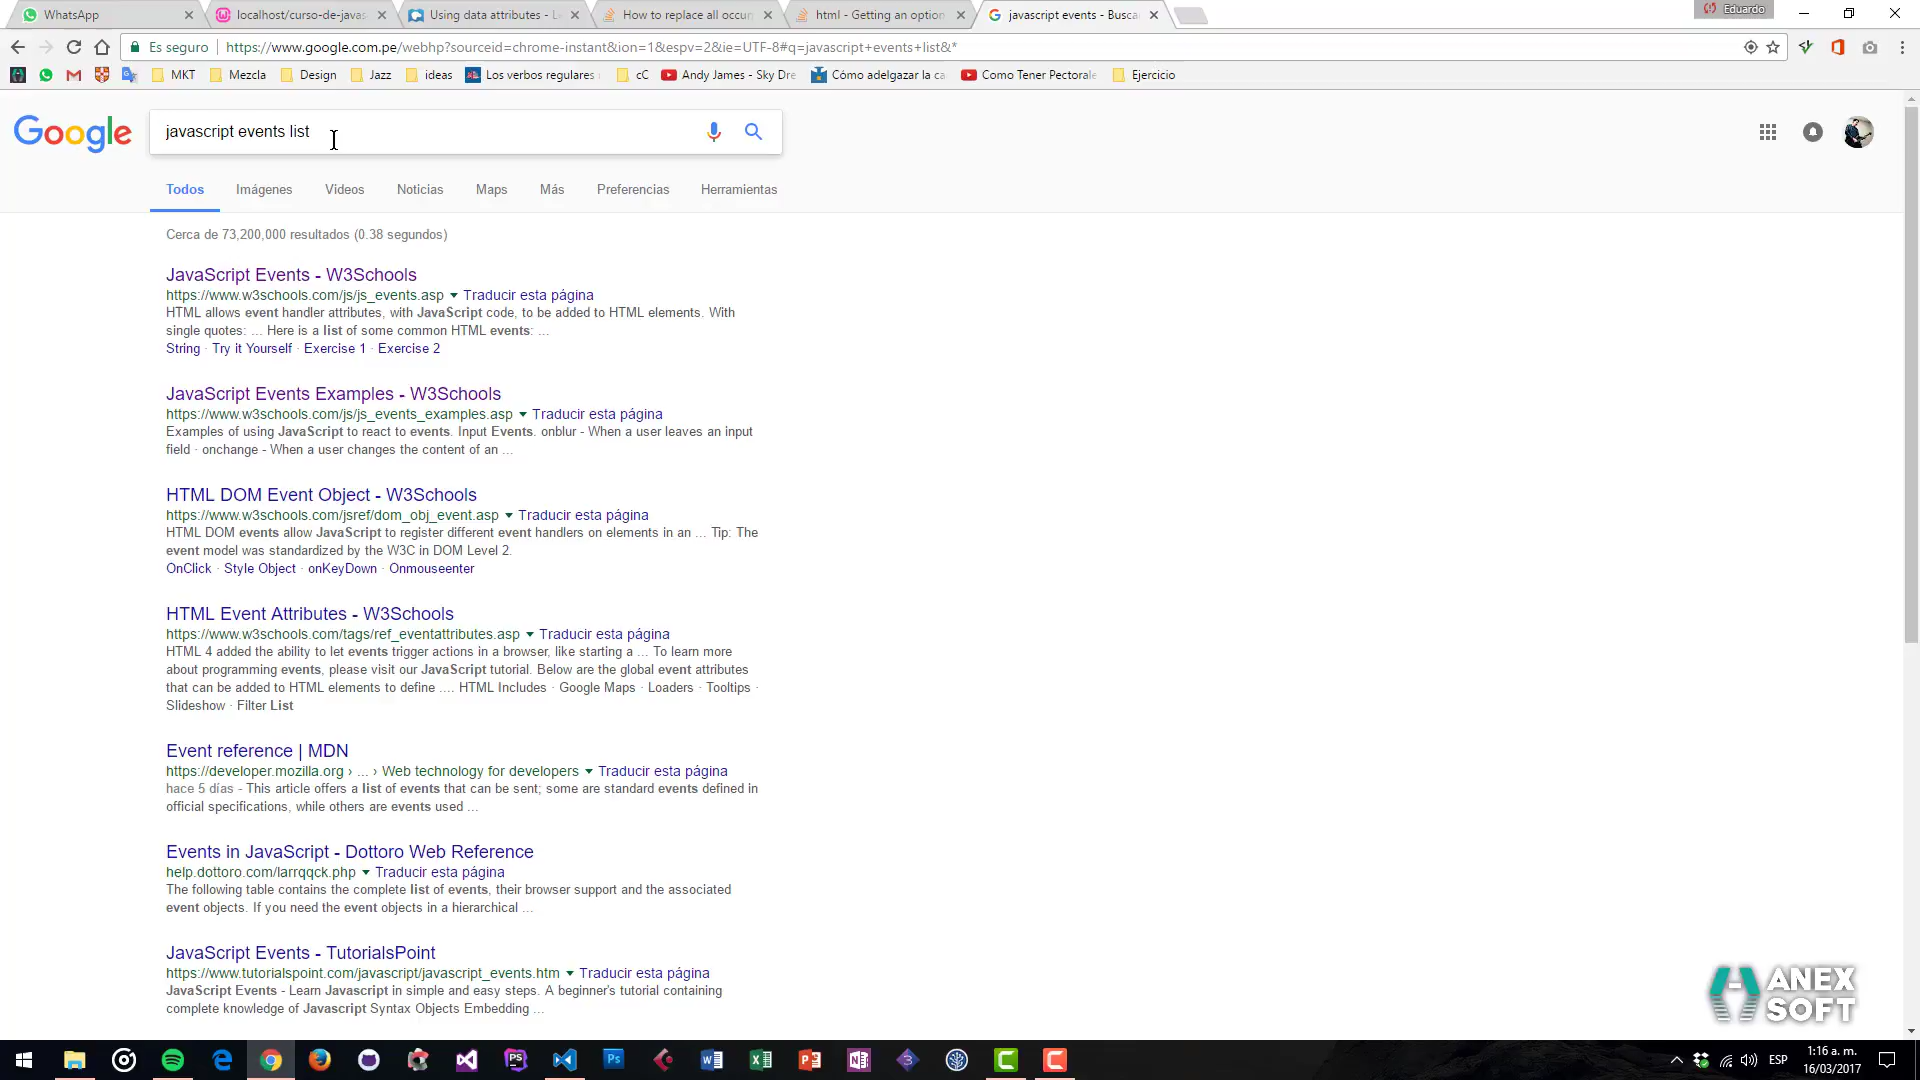 WhatsApp
localhost/curso-de-javas
Using data attributes - Le
How to replace all occurr
html - Getting an option
javascript events - Busca
Eduardo
Es seguro
https://www.google.com.pe/webhp?sourceid=chrome-instant&ion=1&espv=2&ie=UTF-8#q=javascript+events+list&*
MKT
Mezcla
Design
Jazz
ideas
Los verbos regulares
cC
Andy James - Sky Dre
Cómo adelgazar la ca
Como Tener Pectorale
Ejercicio
Google
javascript events list
Todos
Imágenes
Videos
Noticias
Maps
Más
Preferencias
Herramientas
Cerca de 73,200,000 resultados (0.38 segundos)
JavaScript Events - W3Schools
https://www.w3schools.com/js/js_events.asp Traducir esta página
HTML allows event handler attributes, with JavaScript code, to be added to HTML elements. With
single quotes: ... Here is a list of some common HTML events: ...
String · Try it Yourself · Exercise 1 · Exercise 2
JavaScript Events Examples - W3Schools
https://www.w3schools.com/js/js_events_examples.asp Traducir esta página
Examples of using JavaScript to react to events. Input Events. onblur - When a user leaves an input
field · onchange - When a user changes the content of an ...
HTML DOM Event Object - W3Schools
https://www.w3schools.com/jsref/dom_obj_event.asp Traducir esta página
HTML DOM events allow JavaScript to register different event handlers on elements in an ... Tip: The
event model was standardized by the W3C in DOM Level 2.
OnClick · Style Object · onKeyDown · Onmouseenter
HTML Event Attributes - W3Schools
https://www.w3schools.com/tags/ref_eventattributes.asp Traducir esta página
HTML 4 added the ability to let events trigger actions in a browser, like starting a ... To learn more
about programming events, please visit our JavaScript tutorial. Below are the global event attributes
that can be added to HTML elements to define .... HTML Includes · Google Maps · Loaders · Tooltips ·
Slideshow · Filter List
Event reference | MDN
https://developer.mozilla.org › ... › Web technology for developers Traducir esta página
hace 5 días - This article offers a list of events that can be sent; some are standard events defined in
official specifications, while others are events used ...
Events in JavaScript - Dottoro Web Reference
help.dottoro.com/larrqqck.php Traducir esta página
The following table contains the complete list of events, their browser support and the associated
event objects. If you need the event objects in a hierarchical ...
JavaScript Events - TutorialsPoint
https://www.tutorialspoint.com/javascript/javascript_events.htm Traducir esta página
JavaScript Events - Learn Javascript in simple and easy steps. A beginner's tutorial containing
complete knowledge of Javascript Syntax Objects Embedding ...
ANEX
SOFT
ESP
1:16 a. m.
16/03/2017